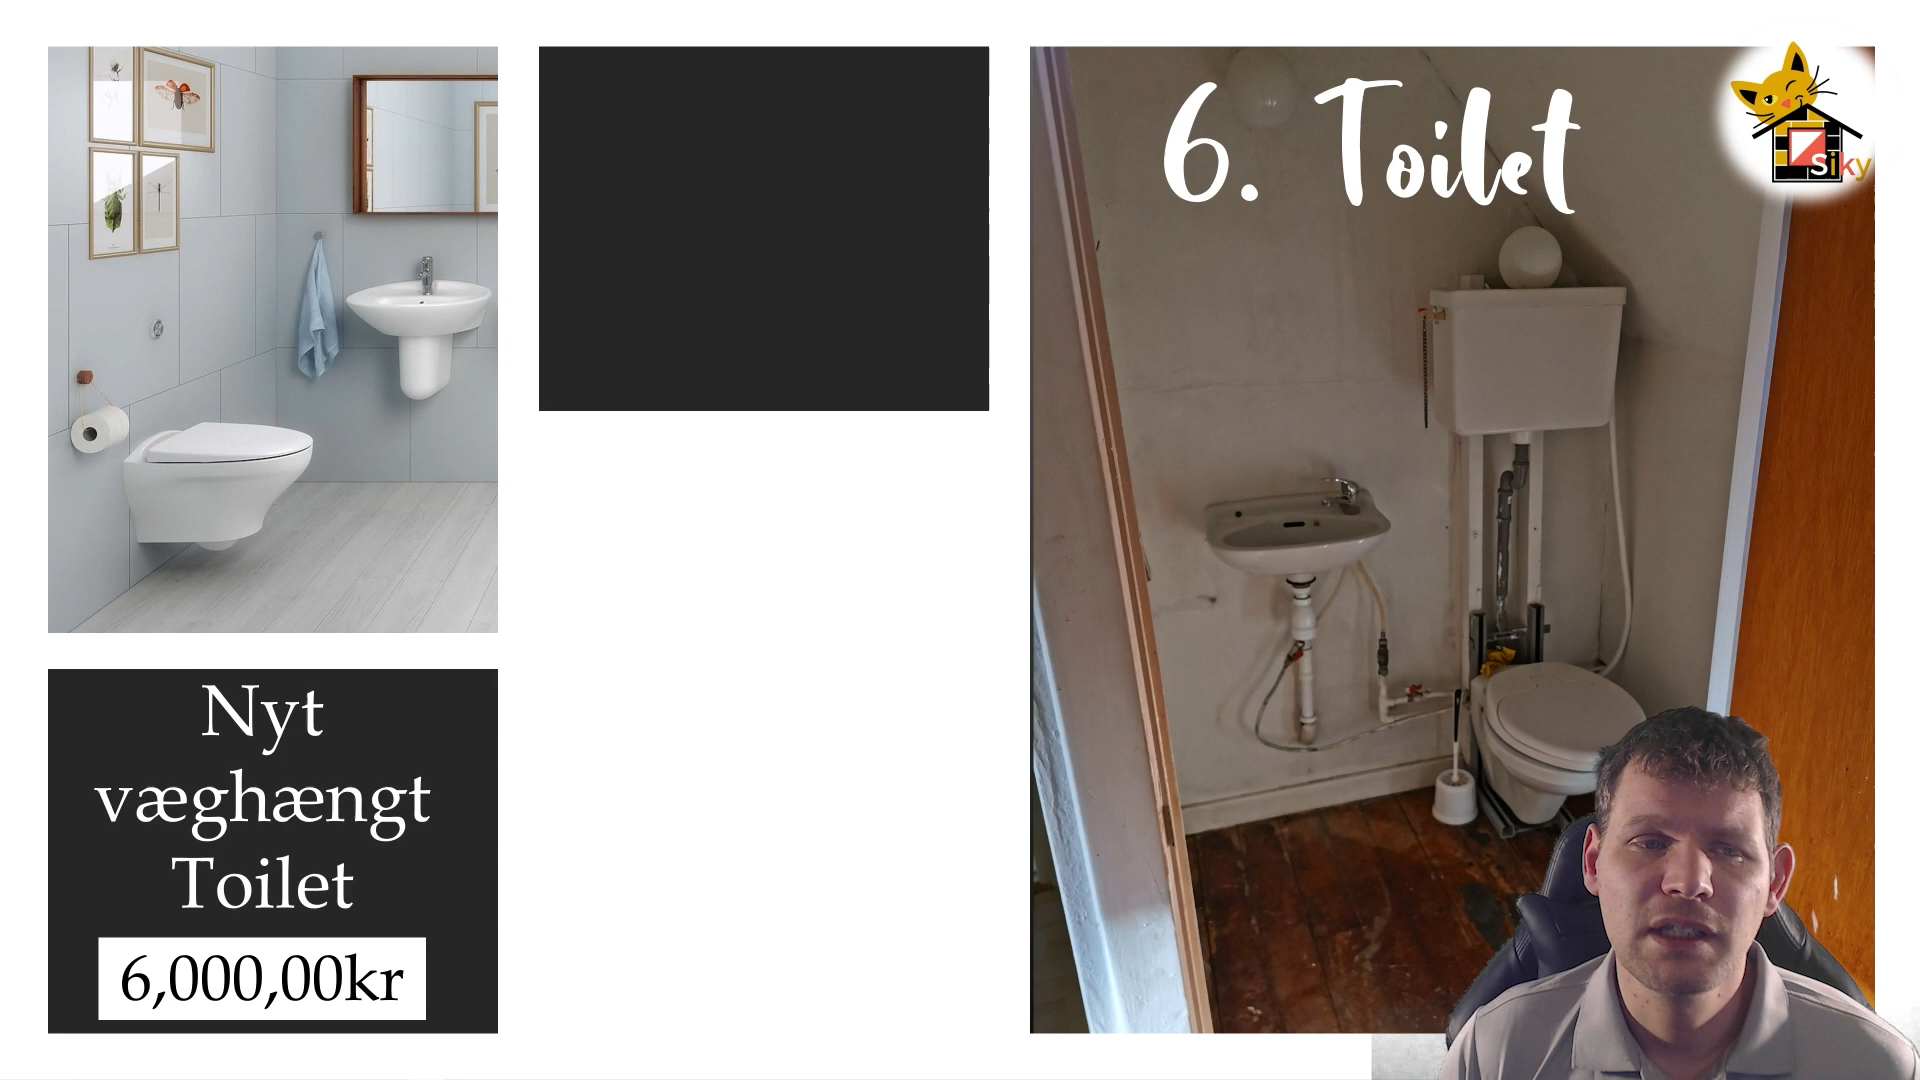 6. Toilet
Siky
Nyt
væghængt
Toilet
6,000,00kr